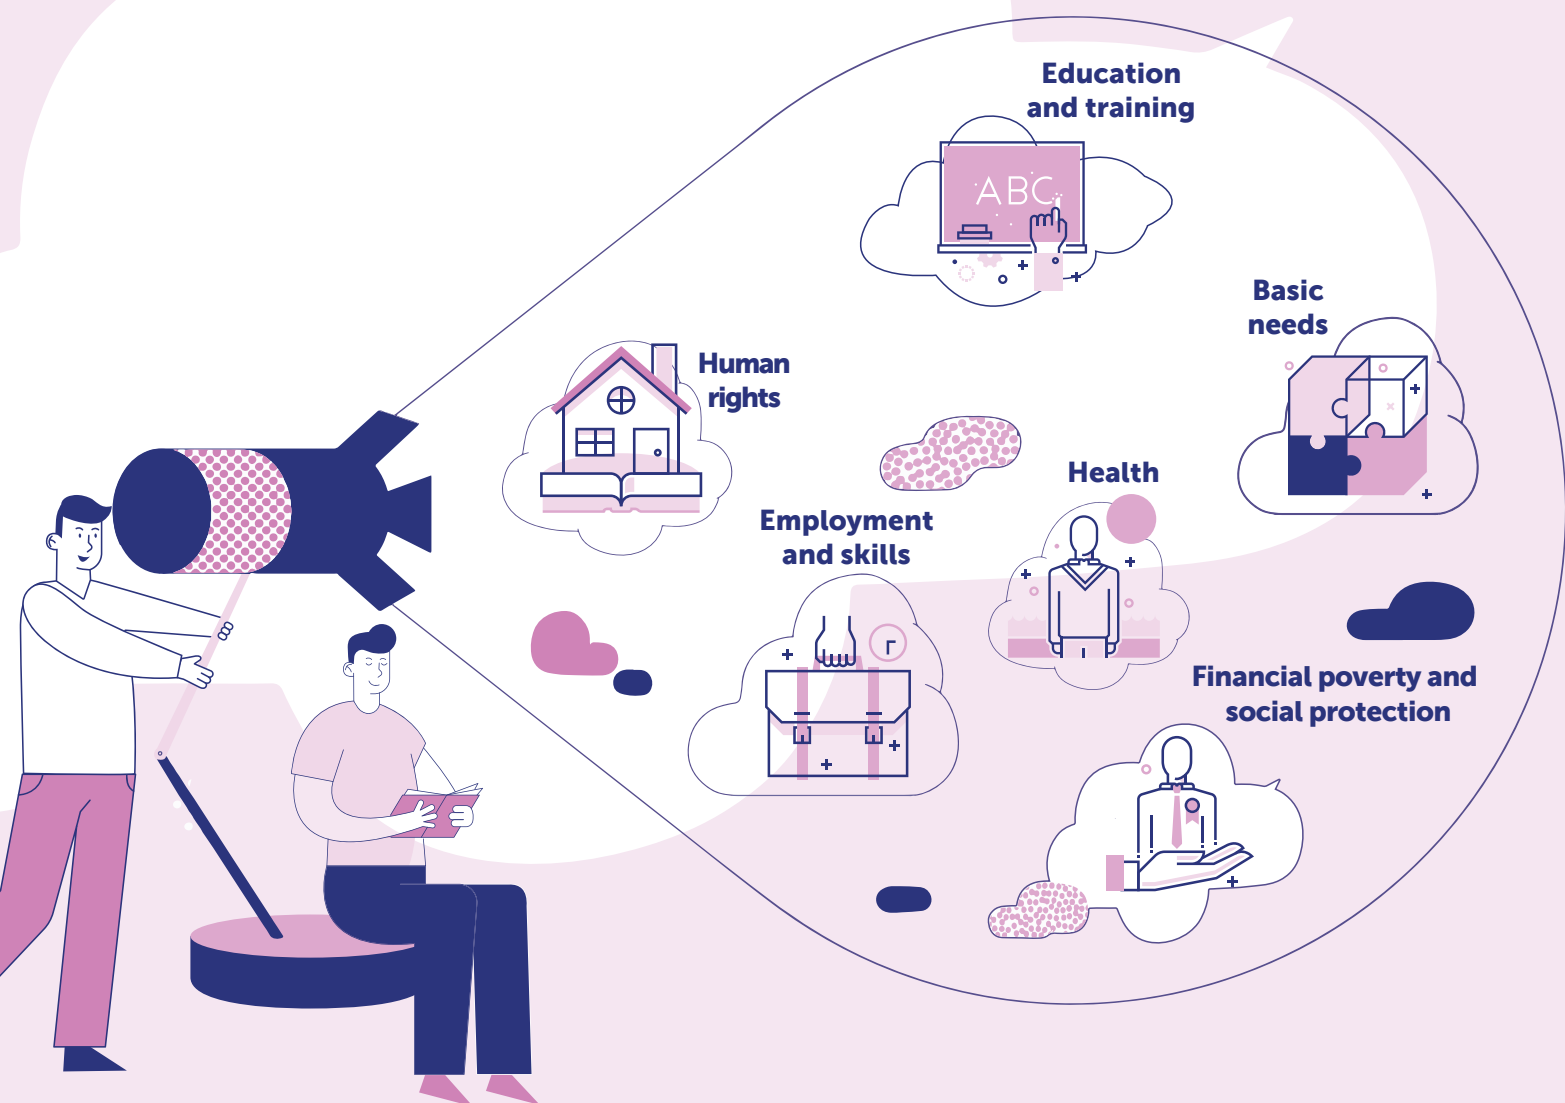 Education
and training
ABC
Basic
needs
Human
rights
Health
Employment
and skills
Financial poverty and
social protection